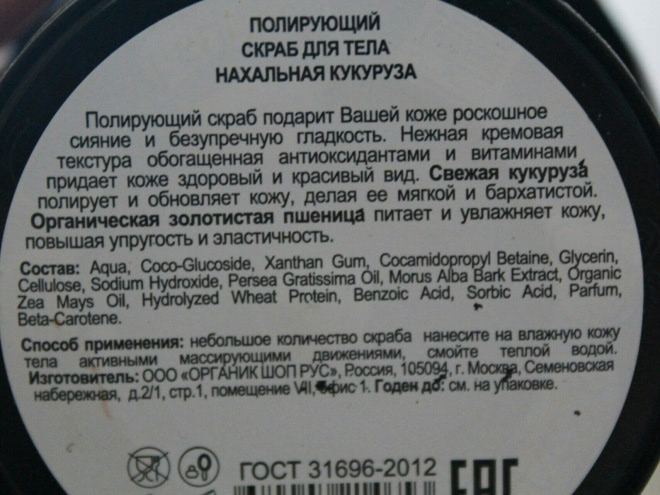 ПОЛИРУЮЩИЙ
СКРАБ ДЛЯ ТЕЛА
НАХАЛЬНАЯ КУКУРУЗА
Полирующий скраб подарит Вашей коже роскошное
сияние и безупречную гладкость. Нежная кремовая
текстура обогащенная антиоксидантами и витаминами,
придает коже здоровый и красивый вид. Свежая кукуруза
полирует и обновляет кожу, делая ее мягкой и бархатистой.
Органическая золотистая пшеница питает и увлажняет кожу,
повышая упругость и эластичность.
Состав: Aqua, Coco-Glucoside, Xanthan Gum, Cocamidopropyl Betaine, Glycerin,
Cellulose, Sodium Hydroxide, Persea Gratissima Oil, Morus Alba Bark Extract, Organic
Zea Mays Oil, Hydrolyzed Wheat Protein, Benzoic Acid, Sorbic Acid, Parfum,
Beta-Carotene.
Способ применения: небольшое количество скраба нанесите на влажную кожу
тела активными массирующими движениями, смойте теплой водой.
Изготовитель: ООО «ОРГАНИК ШОП РУС», Россия, 105094, г. Москва, Семеновская
набережная, д.2/1, стр.1, помещение VII, офис 1. Годен до: см. на упаковке.
ГОСТ 31696-2012 EAC